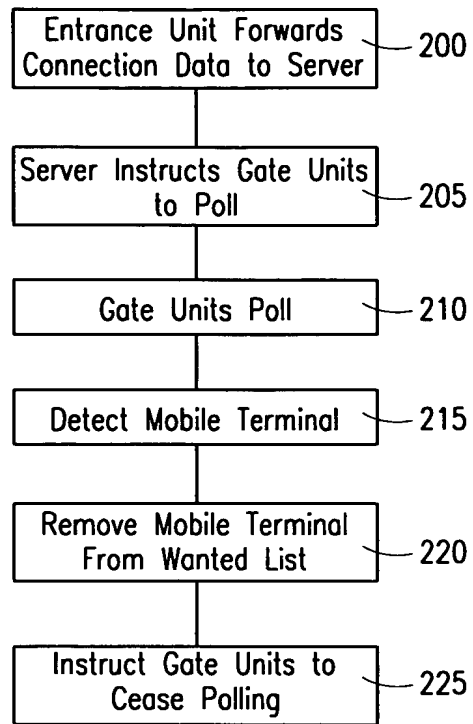 Entrance Unit Forwards
Connection Data to Server
200
Server Instructs Gate Units
to Poll
205
Gate Units Poll
210
Detect Mobile Terminal
215
Remove Mobile Terminal
From Wanted List
220
Instruct Gate Units to
Cease Polling
225